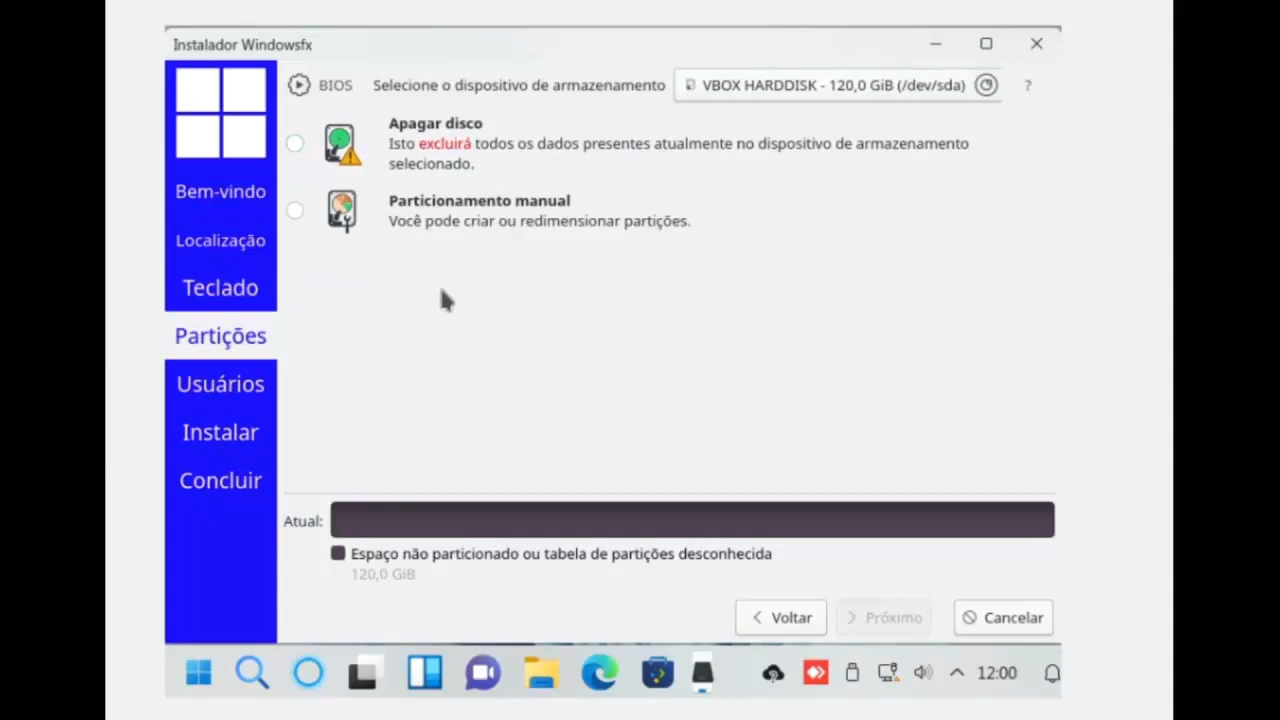 Instalador Windowsfx
BIOS Selecione o dispositivo de armazenamento VBOX HARDDISK - 120,0 GiB (/dev/sda) ?
Apagar disco
Isto excluirá todos os dados presentes atualmente no dispositivo de armazenamento
selecionado.
Particionamento manual
Você pode criar ou redimensionar partições.
Bem-vindo
Localização
Teclado
Partições
Usuários
Instalar
Concluir
Atual:
Espaço não particionado ou tabela de partições desconhecida
120,0 GiB
Voltar Próximo Cancelar
12:00